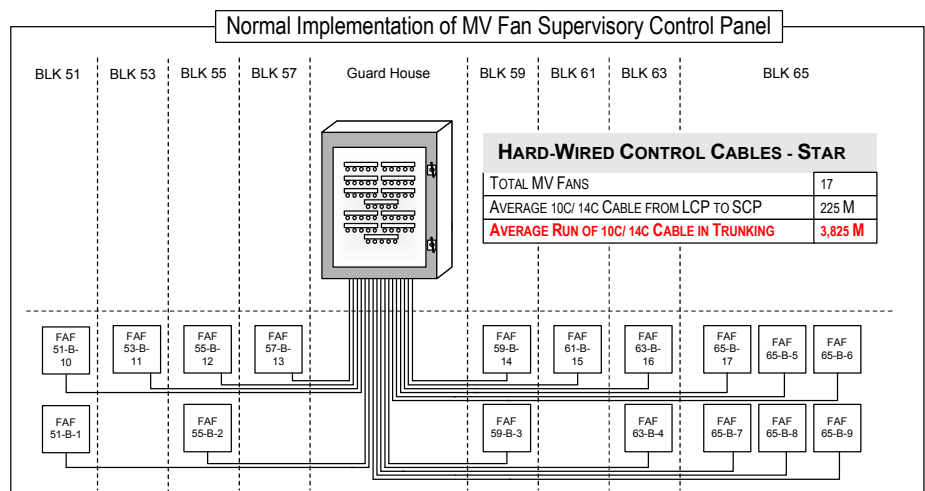 Normal Implementation of MV Fan Supervisory Control Panel
BLK 51 BLK 53 BLK 55 BLK 57 Guard House BLK 59 BLK 61 BLK 63 BLK 65
HARD-WIRED CONTROL CABLES - STAR
TOTAL MV FANS 17
AVERAGE 10C/ 14C CABLE FROM LCP TO SCP 225 M
AVERAGE RUN OF 10C/ 14C CABLE IN TRUNKING 3,825 M
FAF
51-B-
10
FAF
53-B-
11
FAF
55-B-
12
FAF
57-B-
13
FAF
59-B-
14
FAF
61-B-
15
FAF
63-B-
16
FAF
65-B-
17
FAF
65-B-5
FAF
65-B-6
FAF
51-B-1
FAF
55-B-2
FAF
59-B-3
FAF
63-B-4
FAF
65-B-7
FAF
65-B-8
FAF
65-B-9